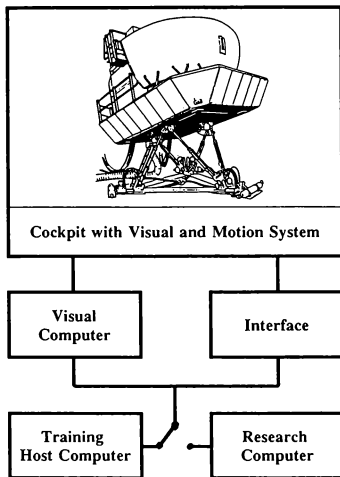 Cockpit with Visual and Motion System
Visual
Computer
Interface
Training
Host Computer
Research
Computer